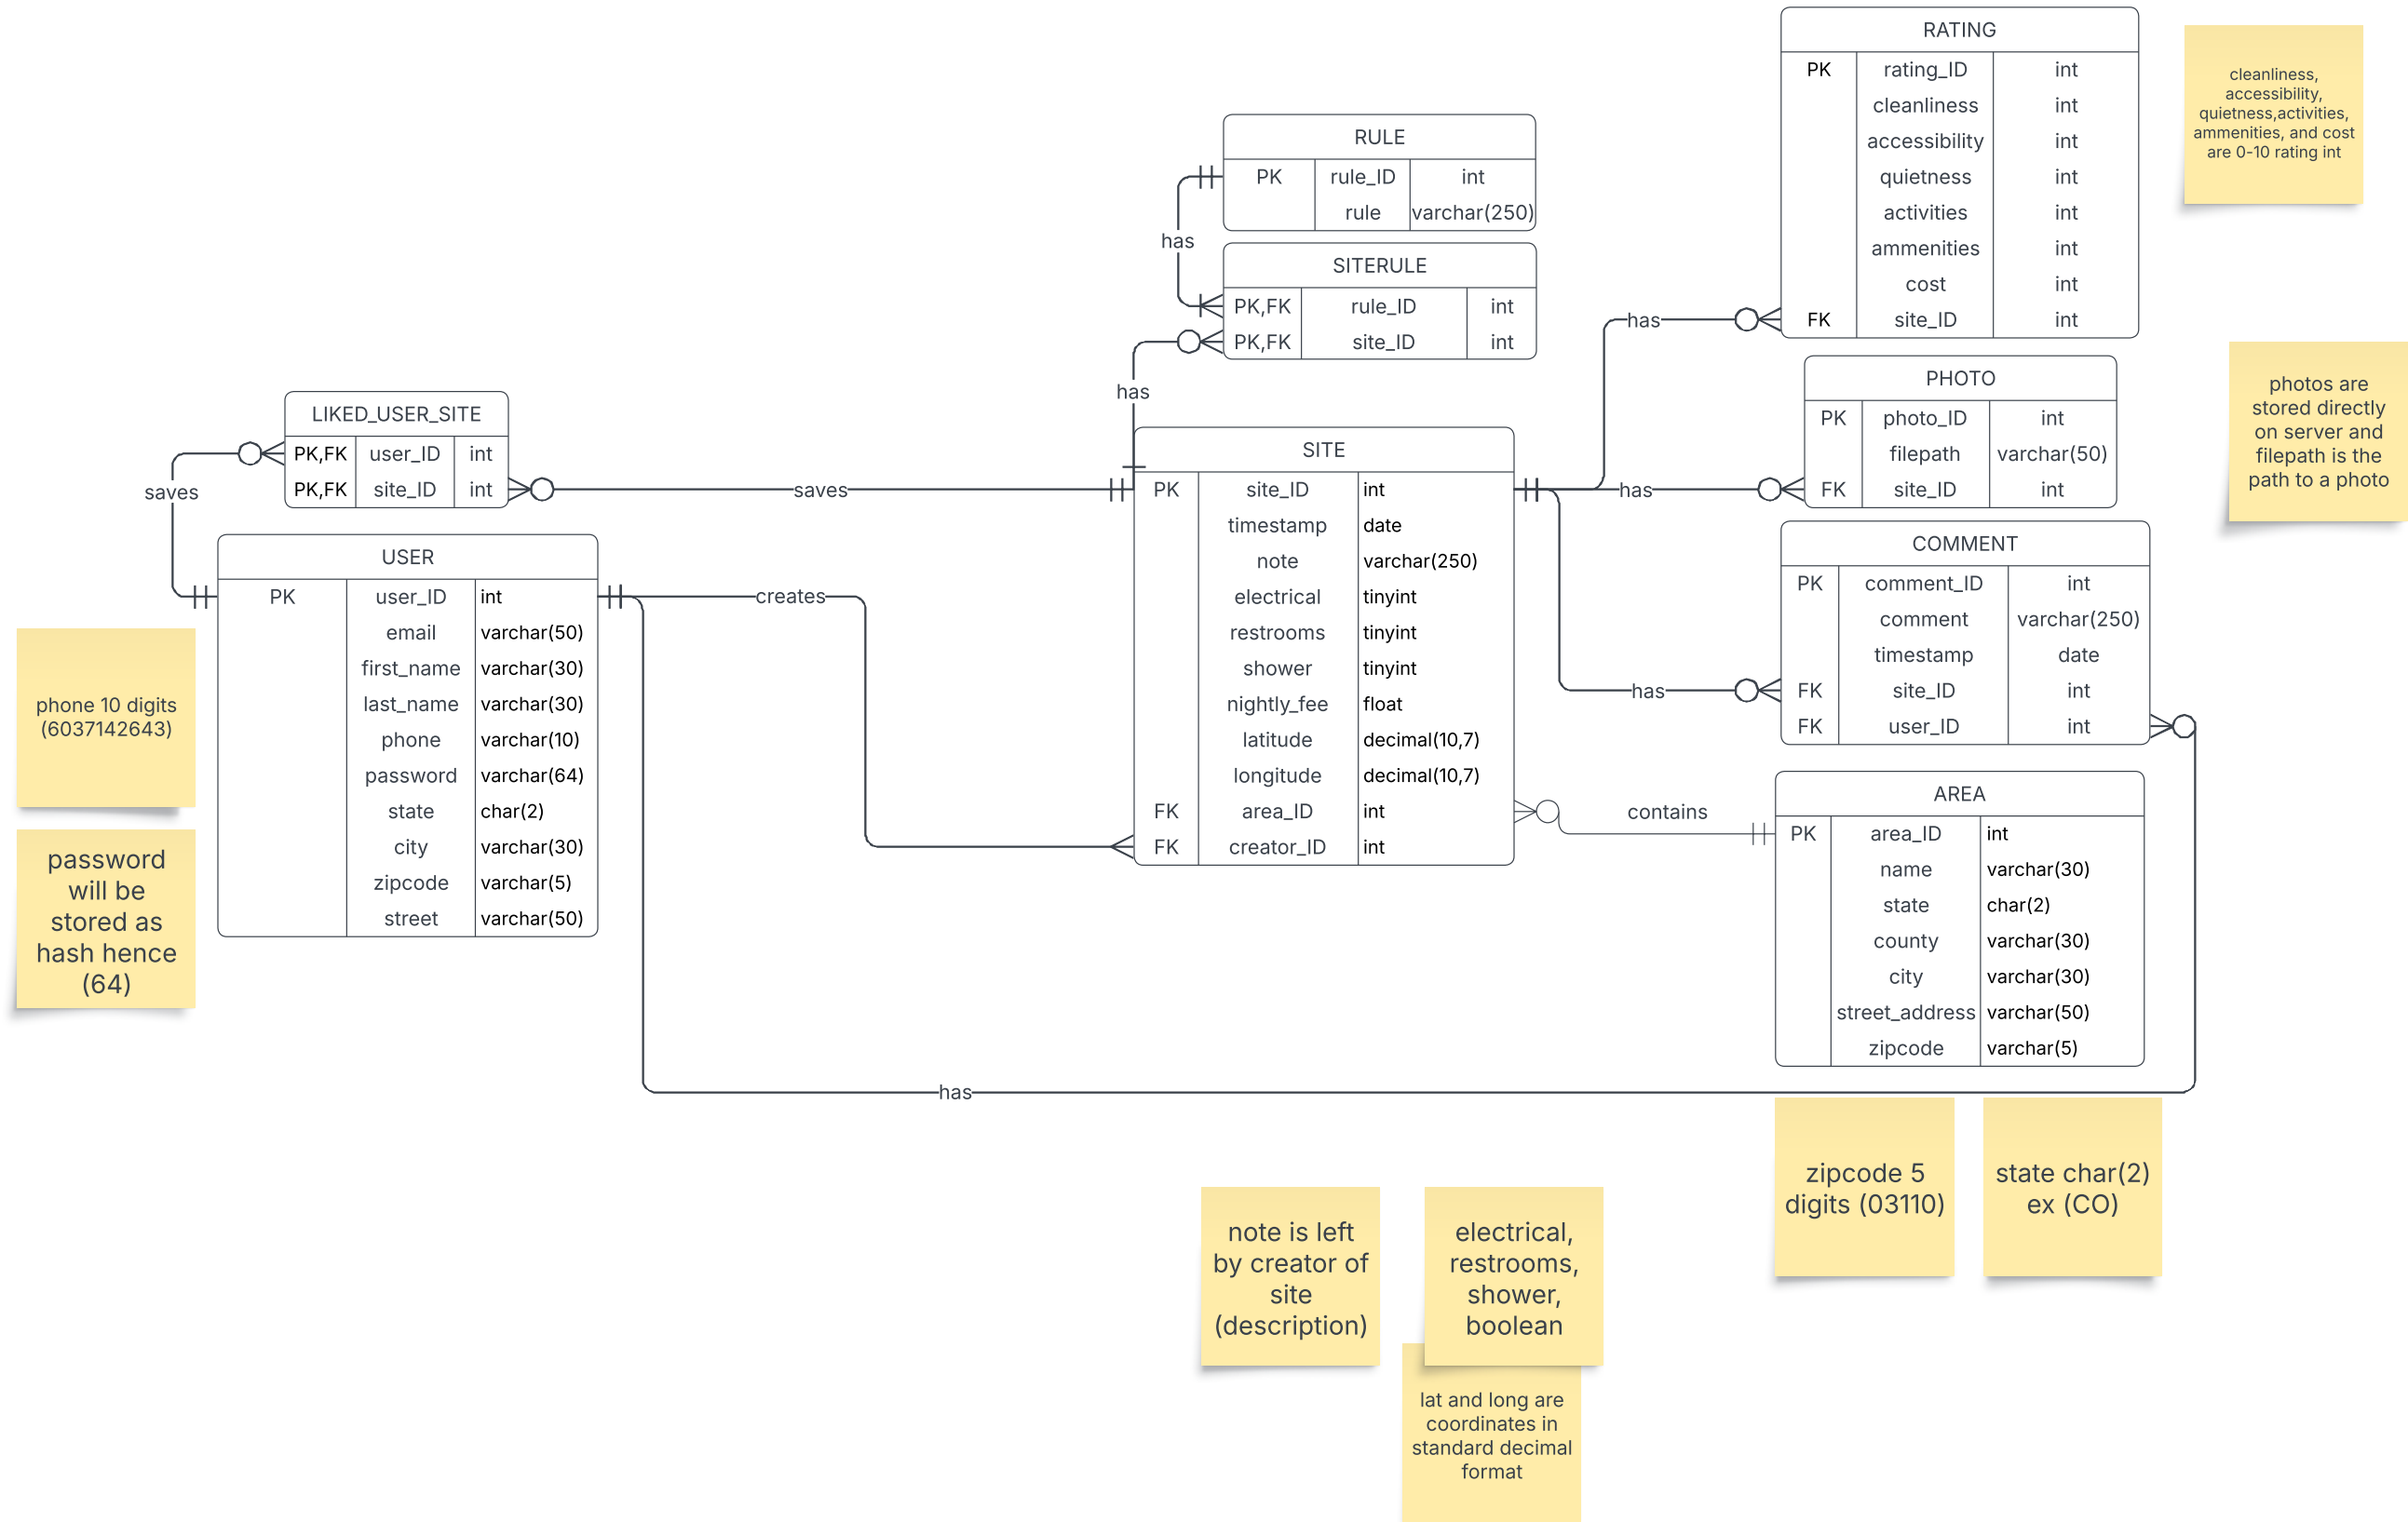 RATING
PK rating_ID int
cleanliness int
accessibility int
quietness int
activities int
ammenities int
cost int
FK site_ID int
cleanliness,
accessibility,
quietness,activities,
ammenities, and cost
are 0-10 rating int
RULE
PK rule_ID int
rule varchar(250)
has
SITERULE
PK,FK rule_ID int
PK,FK site_ID int
has
has
PHOTO
PK photo_ID int
filepath varchar(50)
FK site_ID int
photos are
stored directly
on server and
filepath is the
path to a photo
LIKED_USER_SITE
PK,FK user_ID int
PK,FK site_ID int
saves
saves
SITE
PK site_ID int
timestamp date
note varchar(250)
electrical tinyint
restrooms tinyint
shower tinyint
nightly_fee float
latitude decimal(10,7)
longitude decimal(10,7)
FK area_ID int
FK creator_ID int
has
COMMENT
PK comment_ID int
comment varchar(250)
timestamp date
FK site_ID int
FK user_ID int
has
USER
PK user_ID int
email varchar(50)
first_name varchar(30)
last_name varchar(30)
phone varchar(10)
password varchar(64)
state char(2)
city varchar(30)
zipcode varchar(5)
street varchar(50)
creates
phone 10 digits
(6037142643)
password
will be
stored as
hash hence
(64)
contains
AREA
PK area_ID int
name varchar(30)
state char(2)
county varchar(30)
city varchar(30)
street_address varchar(50)
zipcode varchar(5)
has
zipcode 5
digits (03110)
state char(2)
ex (CO)
note is left
by creator of
site
(description)
electrical,
restrooms,
shower,
boolean
lat and long are
coordinates in
standard decimal
format